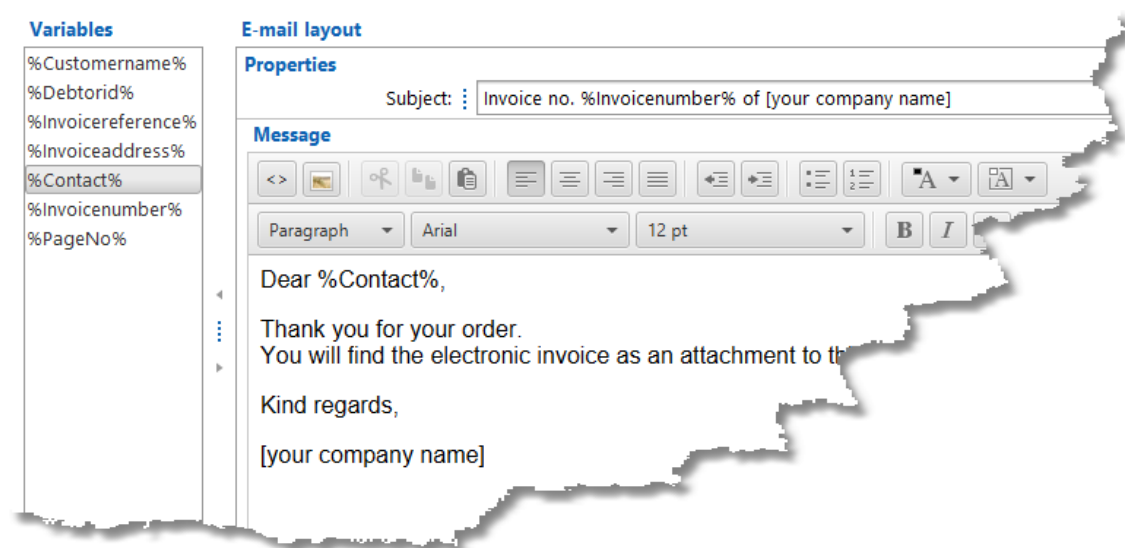 Variables
%Customername%
%Debtorid%
%Invoicereference%
%Invoiceaddress%
%Contact%
%Invoicenumber%
%PageNo%
E-mail layout
Properties
Subject: Invoice no. %Invoicenumber% of [your company name]
Message
Paragraph Arial 12 pt B I
Dear %Contact%,
Thank you for your order.
You will find the electronic invoice as an attachment to
Kind regards,
[your company name]